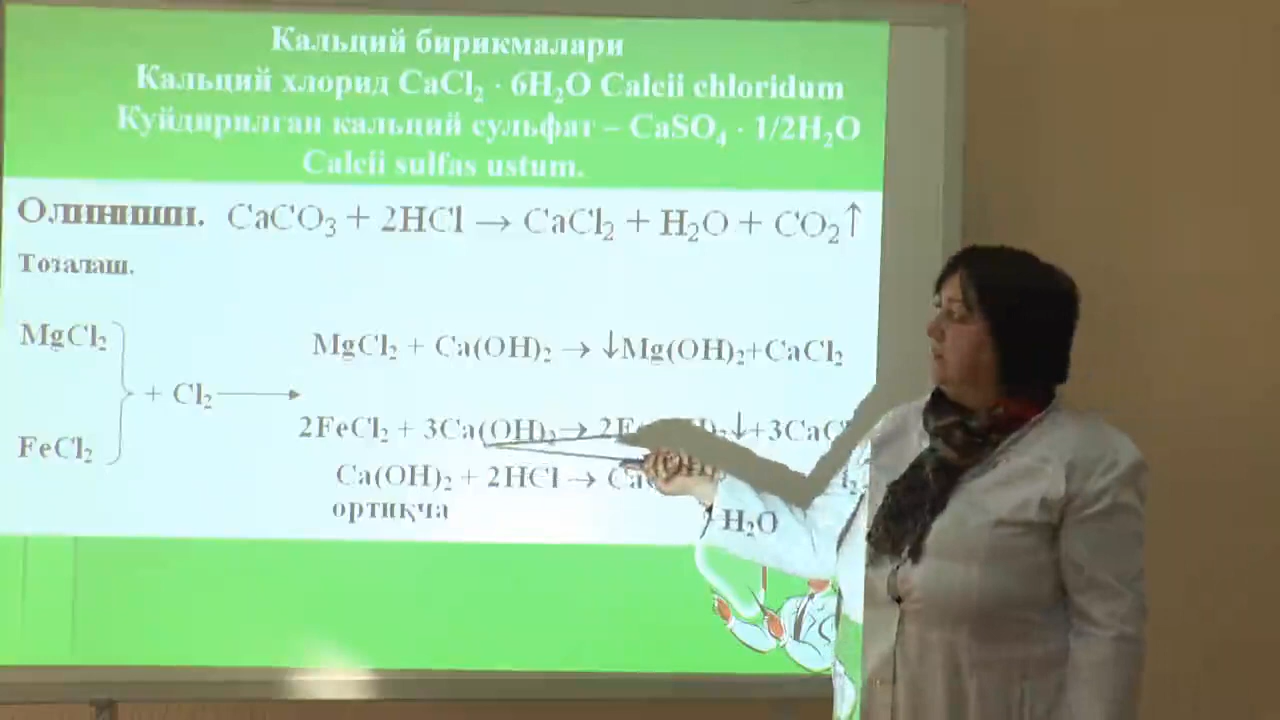 Кальций бирикмалари
Кальций хлорид CaCl₂ · 6H₂O Calcii chloridum
Куйдирилган кальций сульфат – CaSO₄ · 1/2H₂O
Calcii sulfas ustum.
Олиниши. CaCO₃ + 2HCl → CaCl₂ + H₂O + CO₂↑
Тозалаш.
MgCl₂
MgCl₂ + Ca(OH)₂ → ↓Mg(OH)₂+CaCl₂
+ Cl₂ →
2FeCl₂ + 3Ca(OH)₂ → ↓+3CaC
FeCl₂
Ca(OH)₂ + 2HCl →
ортиқча
H₂O